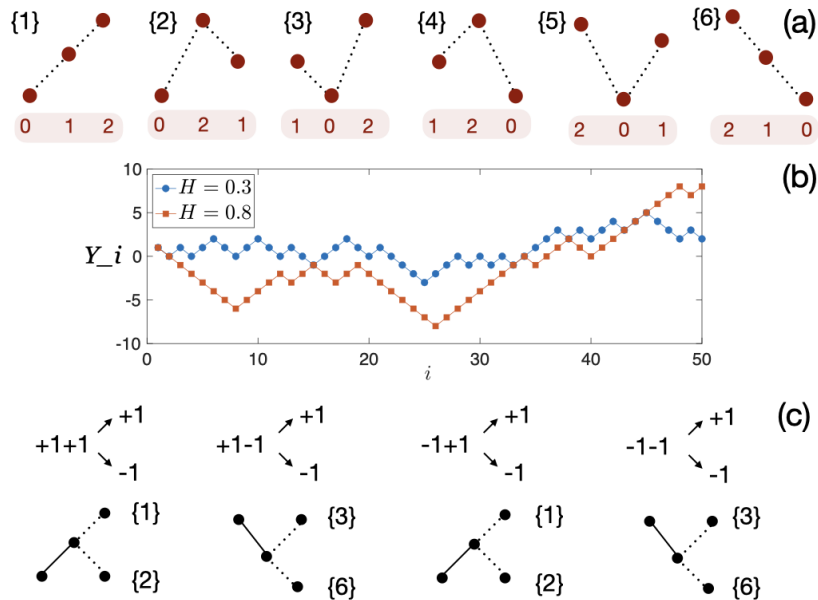 {1} {2} {3} {4} {5} {6} (a)
0 1 2 0 2 1 1 0 2 1 2 0 2 0 1 2 1 0
(b)
10
5
0
-5
-10
Y_i
H = 0.3
H = 0.8
0 10 20 30 40 50
i
(c)
+1 +1 +1 +1
+1+1 +1-1 -1+1 -1-1
-1 -1 -1 -1
{1} {3} {1} {3}
{2} {6} {2} {6}